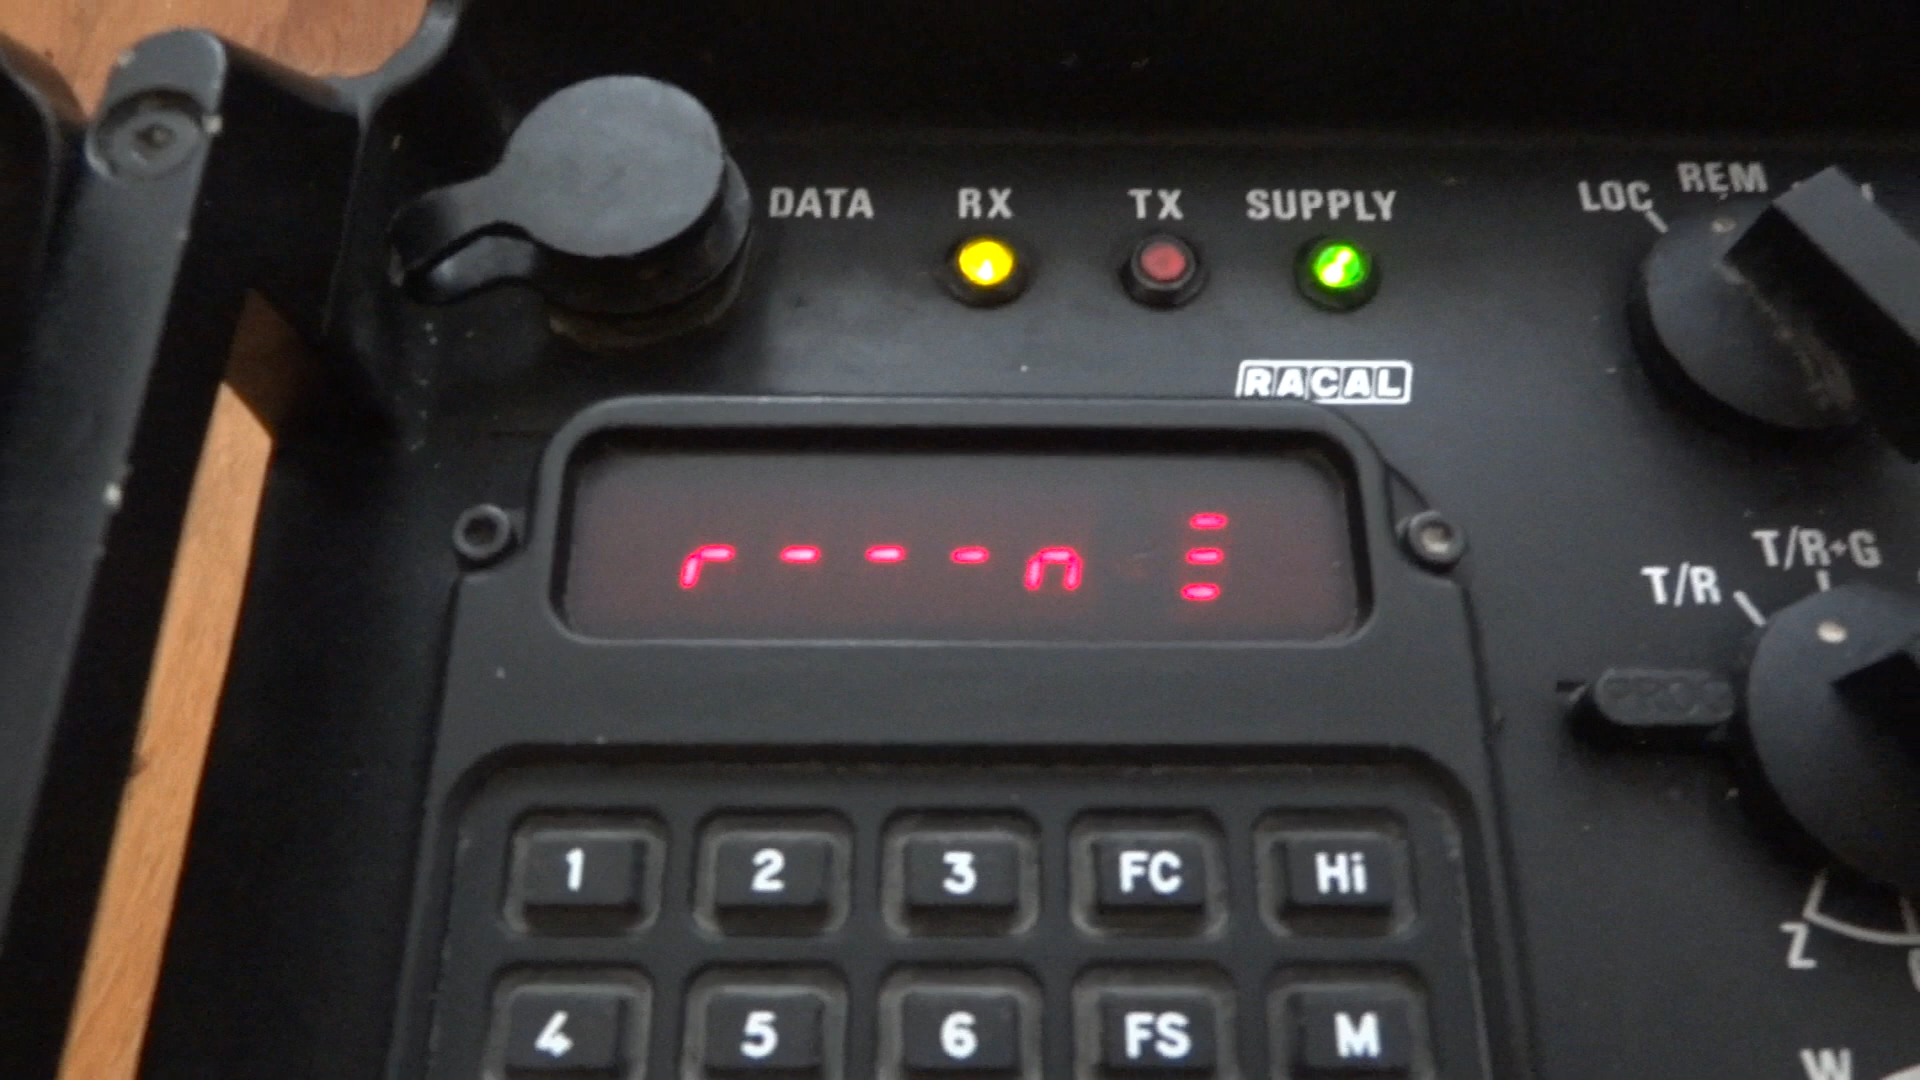 DATA RX TX SUPPLY
LOC REM
RACAL
r---n
T/R T/R+G
1 2 3 FC Hi
Z
4 5 6 FS M
W